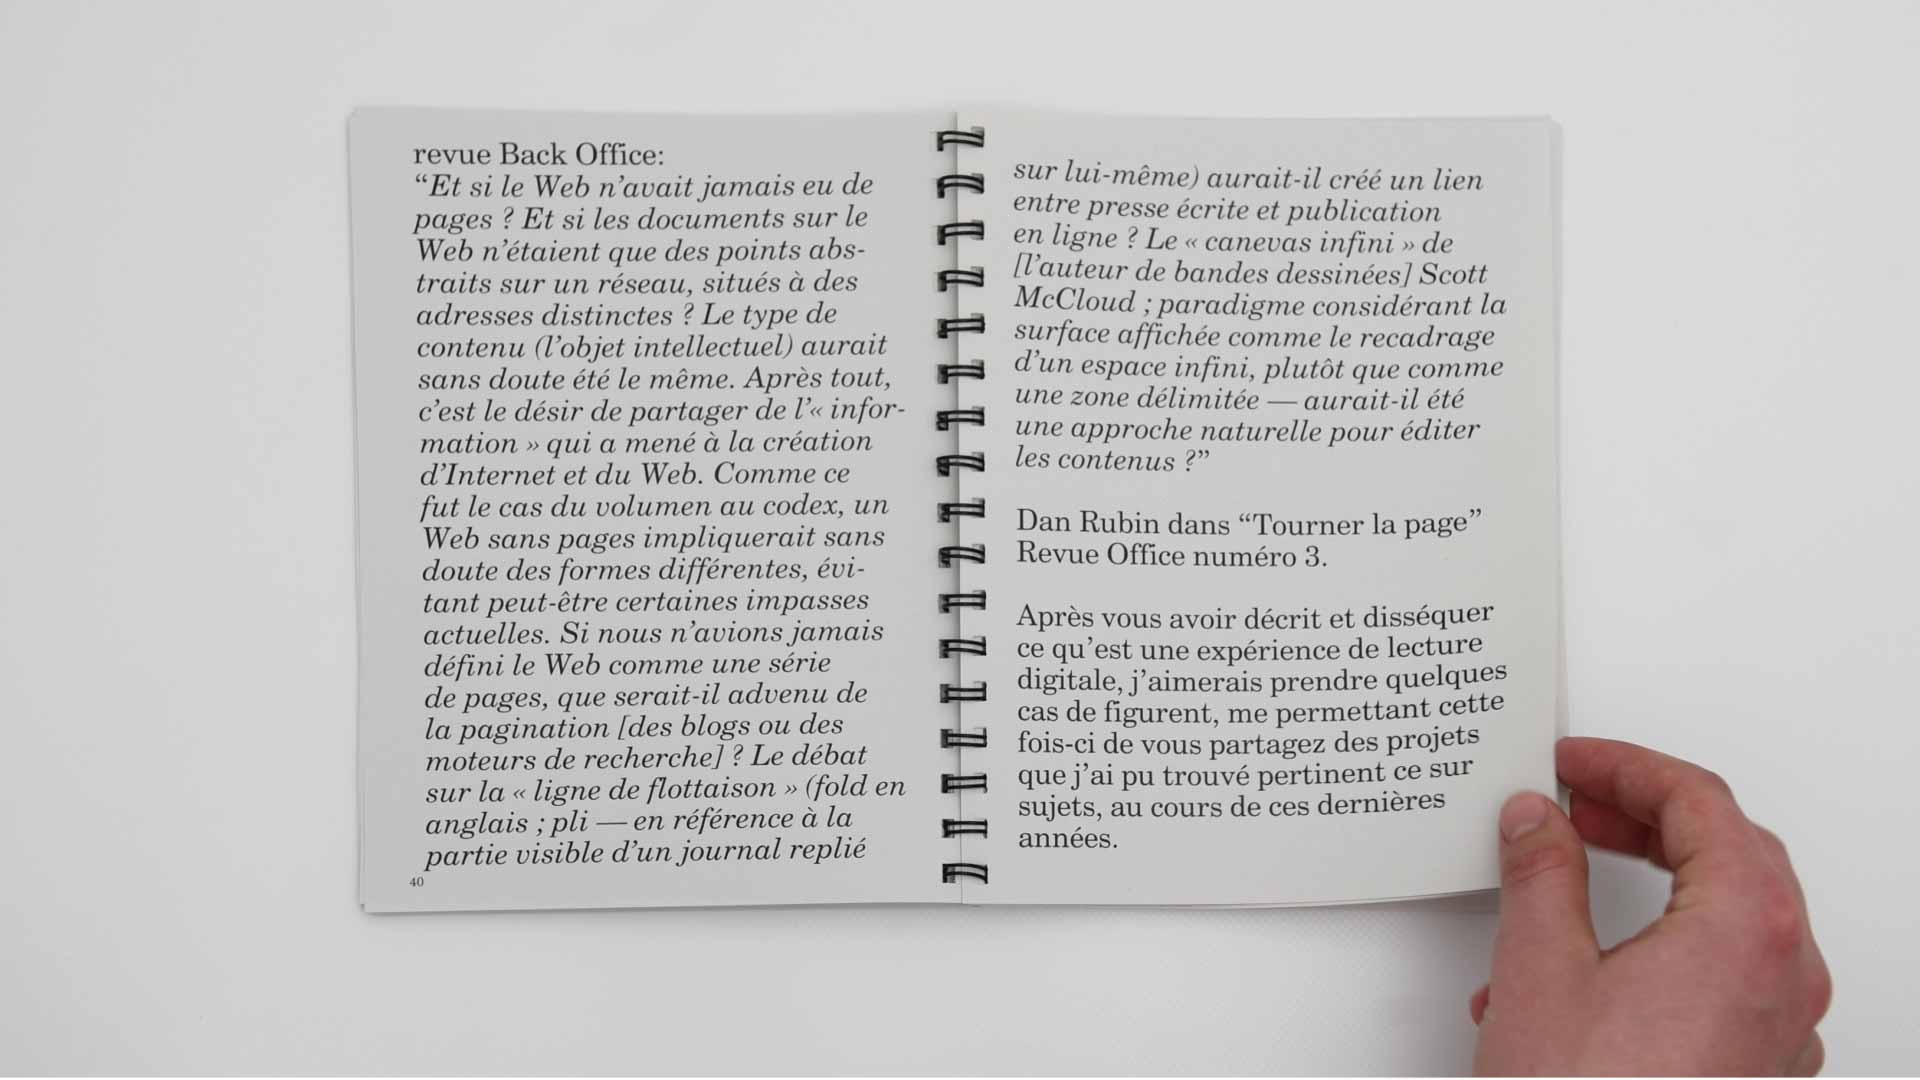 revue Back Office:
“Et si le Web n’avait jamais eu de
pages ? Et si les documents sur le
Web n’étaient que des points abs-
traits sur un réseau, situés à des
adresses distinctes ? Le type de
contenu (l’objet intellectuel) aurait
sans doute été le même. Après tout,
c’est le désir de partager de l’« infor-
mation » qui a mené à la création
d’Internet et du Web. Comme ce
fut le cas du volumen au codex, un
Web sans pages impliquerait sans
doute des formes différentes, évi-
tant peut-être certaines impasses
actuelles. Si nous n’avions jamais
défini le Web comme une série
de pages, que serait-il advenu de
la pagination [des blogs ou des
moteurs de recherche] ? Le débat
sur la « ligne de flottaison » (fold en
anglais ; pli — en référence à la
partie visible d’un journal replié
40
sur lui-même) aurait-il créé un lien
entre presse écrite et publication
en ligne ? Le « canevas infini » de
[l’auteur de bandes dessinées] Scott
McCloud ; paradigme considérant la
surface affichée comme le recadrage
d’un espace infini, plutôt que comme
une zone délimitée — aurait-il été
une approche naturelle pour éditer
les contenus ?”
Dan Rubin dans “Tourner la page”
Revue Office numéro 3.
Après vous avoir décrit et disséquer
ce qu’est une expérience de lecture
digitale, j’aimerais prendre quelques
cas de figurent, me permettant cette
fois-ci de vous partagez des projets
que j’ai pu trouvé pertinent ce sur
sujets, au cours de ces dernières
années.